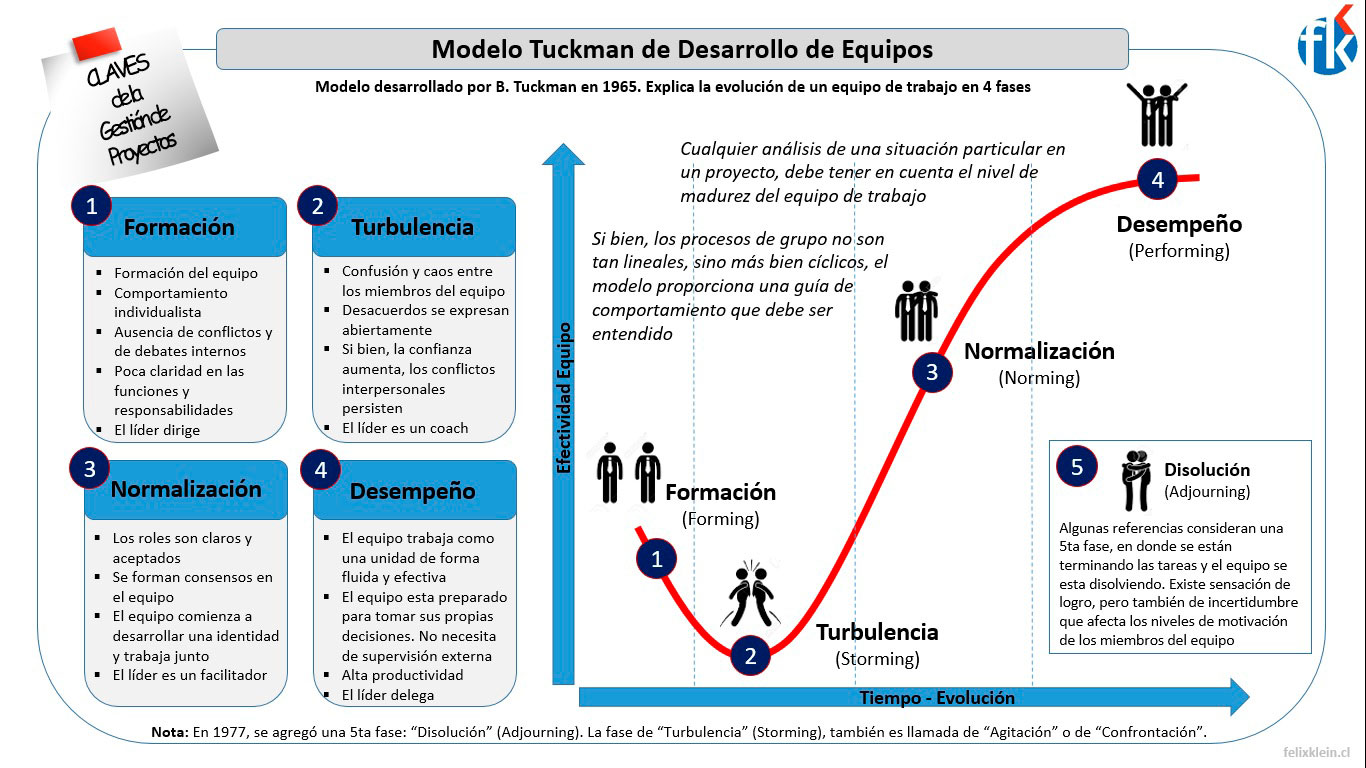 CLAVES
de la
Gestión de
Proyectos
Modelo Tuckman de Desarrollo de Equipos
fk
Modelo desarrollado por B. Tuckman en 1965. Explica la evolución de un equipo de trabajo en 4 fases
1
Formación
▪ Formación del equipo
▪ Comportamiento
individualista
▪ Ausencia de conflictos y
de debates internos
▪ Poca claridad en las
funciones y
responsabilidades
▪ El líder dirige
2
Turbulencia
▪ Confusión y caos entre
los miembros del equipo
▪ Desacuerdos se expresan
abiertamente
▪ Si bien, la confianza
aumenta, los conflictos
interpersonales
persisten
▪ El líder es un coach
3
Normalización
▪ Los roles son claros y
aceptados
▪ Se forman consensos en
el equipo
▪ El equipo comienza a
desarrollar una identidad
y trabaja junto
▪ El líder es un facilitador
4
Desempeño
▪ El equipo trabaja como
una unidad de forma
fluida y efectiva
▪ El equipo esta preparado
para tomar sus propias
decisiones. No necesita
de supervisión externa
▪ Alta productividad
▪ El líder delega
Efectividad Equipo
Cualquier análisis de una situación particular en
un proyecto, debe tener en cuenta el nivel de
madurez del equipo de trabajo
Si bien, los procesos de grupo no son
tan lineales, sino más bien cíclicos, el
modelo proporciona una guía de
comportamiento que debe ser
entendido
4
Desempeño
(Performing)
3
Normalización
(Norming)
Formación
(Forming)
1
2
Turbulencia
(Storming)
5
Disolución
(Adjourning)
Algunas referencias consideran una
5ta fase, en donde se están
terminando las tareas y el equipo se
esta disolviendo. Existe sensación de
logro, pero también de incertidumbre
que afecta los niveles de motivación
de los miembros del equipo
Tiempo - Evolución
Nota: En 1977, se agregó una 5ta fase: “Disolución” (Adjourning). La fase de “Turbulencia” (Storming), también es llamada de “Agitación” o de “Confrontación”.
felixklein.cl